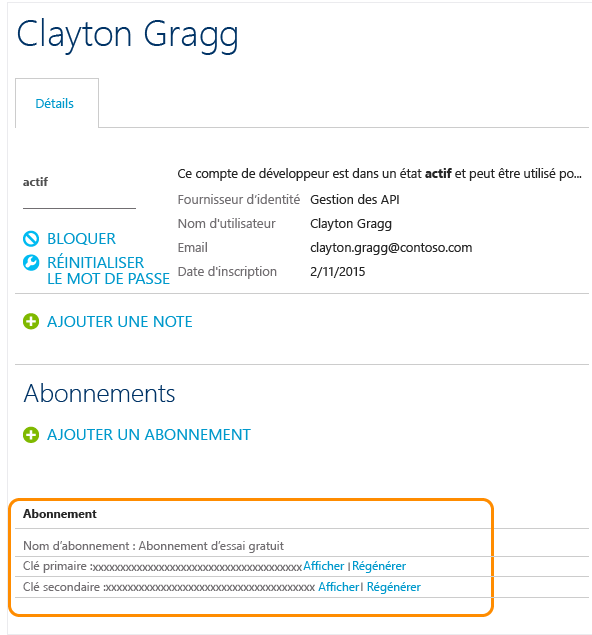 Clayton Gragg
Détails
actif
Ce compte de développeur est dans un état actif et peut être utilisé po...
Fournisseur d'identité Gestion des API
Nom d'utilisateur Clayton Gragg
Email clayton.gragg@contoso.com
Date d'inscription 2/11/2015
BLOQUER
RÉINITIALISER
LE MOT DE PASSE
AJOUTER UNE NOTE
Abonnements
AJOUTER UN ABONNEMENT
Abonnement
Nom d'abonnement : Abonnement d'essai gratuit
Clé primaire :xxxxxxxxxxxxxxxxxxxxxxxxxxxxxxxxxxxxxx Afficher | Régénérer
Clé secondaire :xxxxxxxxxxxxxxxxxxxxxxxxxxxxxxxxxxxxxx Afficher| Régénérer